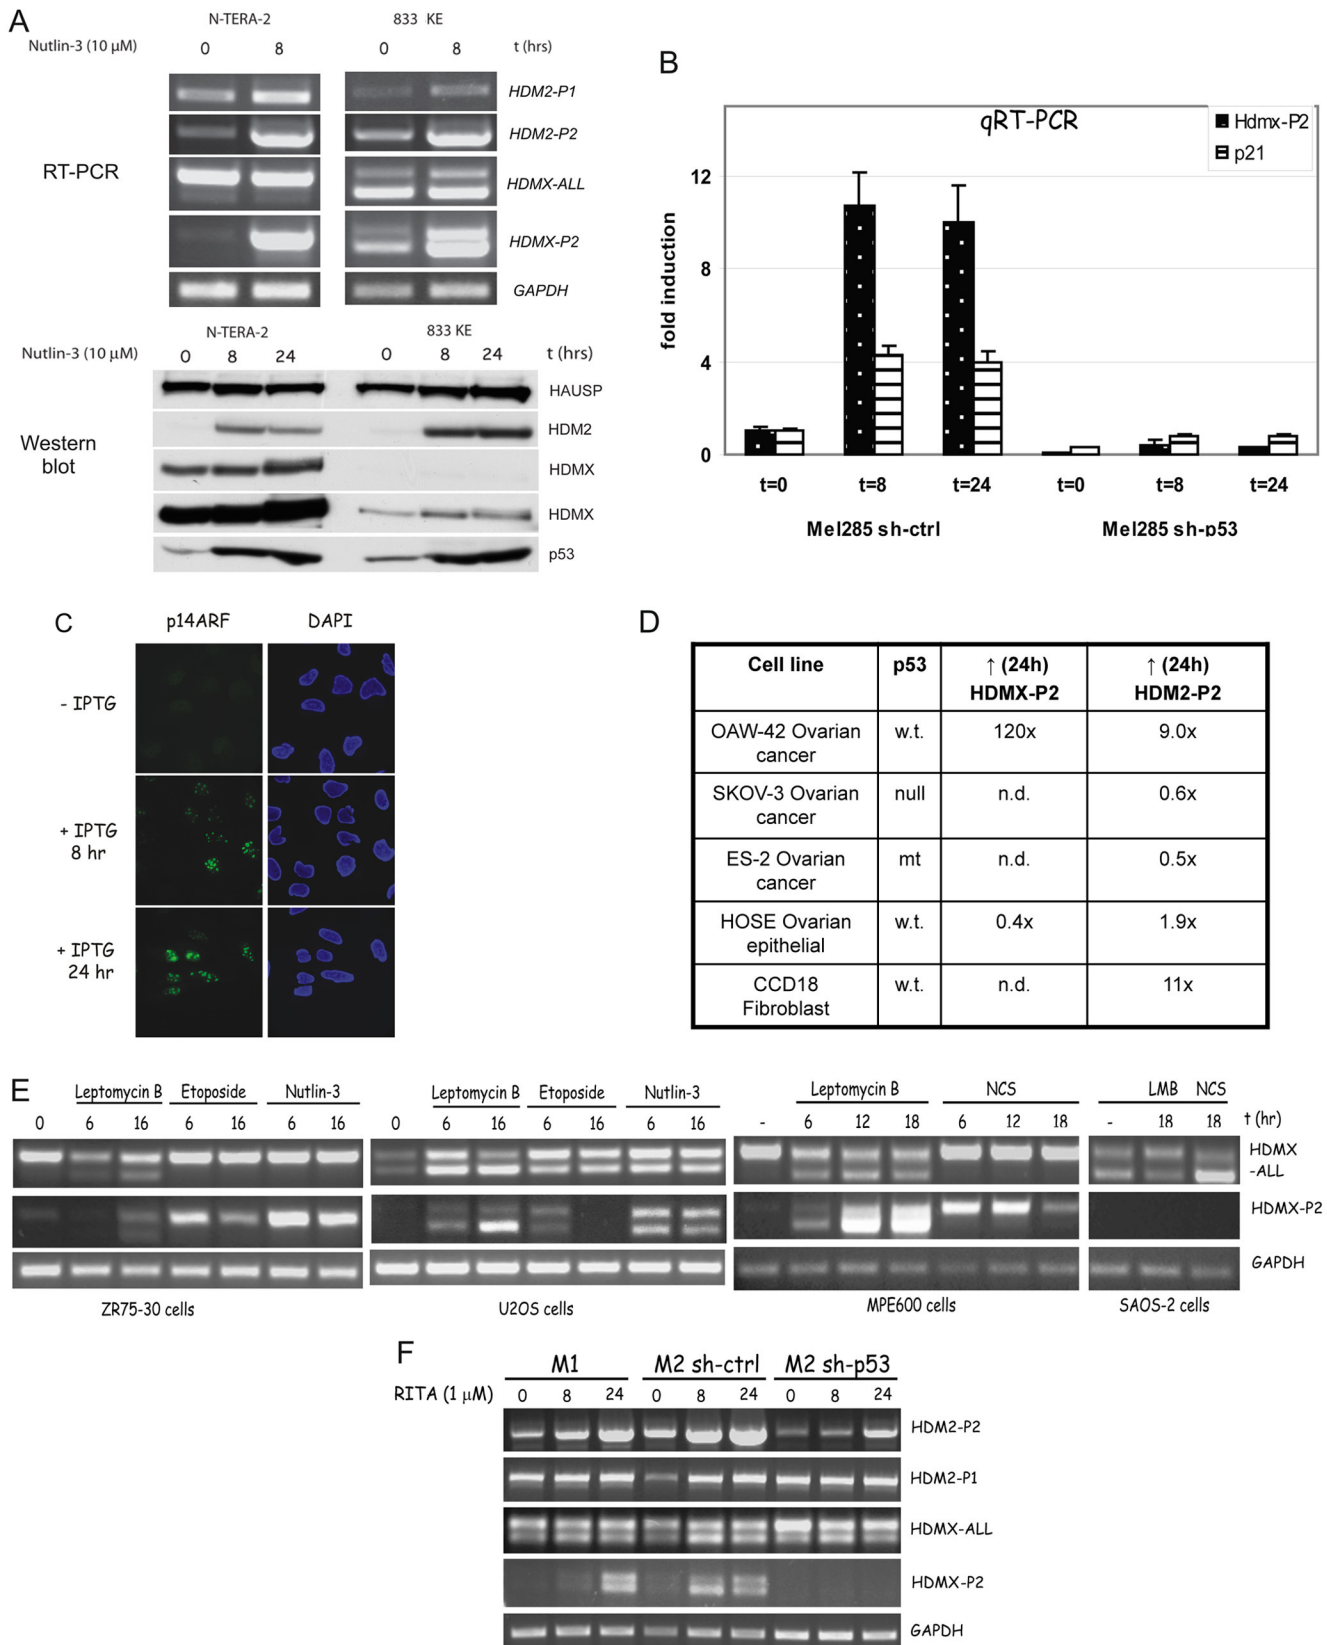 A
N-TERA-2 833 KE
Nutlin-3 (10 µM) 0 8 0 8 t (hrs)
HDM2-P1
HDM2-P2
RT-PCR
HDMX-ALL
HDMX-P2
GAPDH
N-TERA-2 833 KE
Nutlin-3 (10 µM) 0 8 24 0 8 24 t (hrs)
HAUSP
HDM2
Western
blot
HDMX
HDMX
p53
B
qRT-PCR
Hdmx-P2
p21
fold induction
12
8
4
0
t=0 t=8 t=24 t=0 t=8 t=24
Mel285 sh-ctrl Mel285 sh-p53
C
p14ARF DAPI
- IPTG
+ IPTG
8 hr
+ IPTG
24 hr
D
Cell line p53 ↑ (24h) ↑ (24h)
HDMX-P2 HDM2-P2
OAW-42 Ovarian w.t. 120x 9.0x
cancer
SKOV-3 Ovarian null n.d. 0.6x
cancer
ES-2 Ovarian mt n.d. 0.5x
cancer
HOSE Ovarian w.t. 0.4x 1.9x
epithelial
CCD18 w.t. n.d. 11x
Fibroblast
E
Leptomycin B Etoposide Nutlin-3 Leptomycin B Etoposide Nutlin-3 Leptomycin B NCS LMB NCS
0 6 16 6 16 6 16 0 6 16 6 16 6 16 - 6 12 18 6 12 18 - 18 18 t (hr)
HDMX
-ALL
HDMX-P2
GAPDH
ZR75-30 cells U2OS cells MPE600 cells SAOS-2 cells
F
M1 M2 sh-ctrl M2 sh-p53
RITA (1 µM) 0 8 24 0 8 24 0 8 24
HDM2-P2
HDM2-P1
HDMX-ALL
HDMX-P2
GAPDH